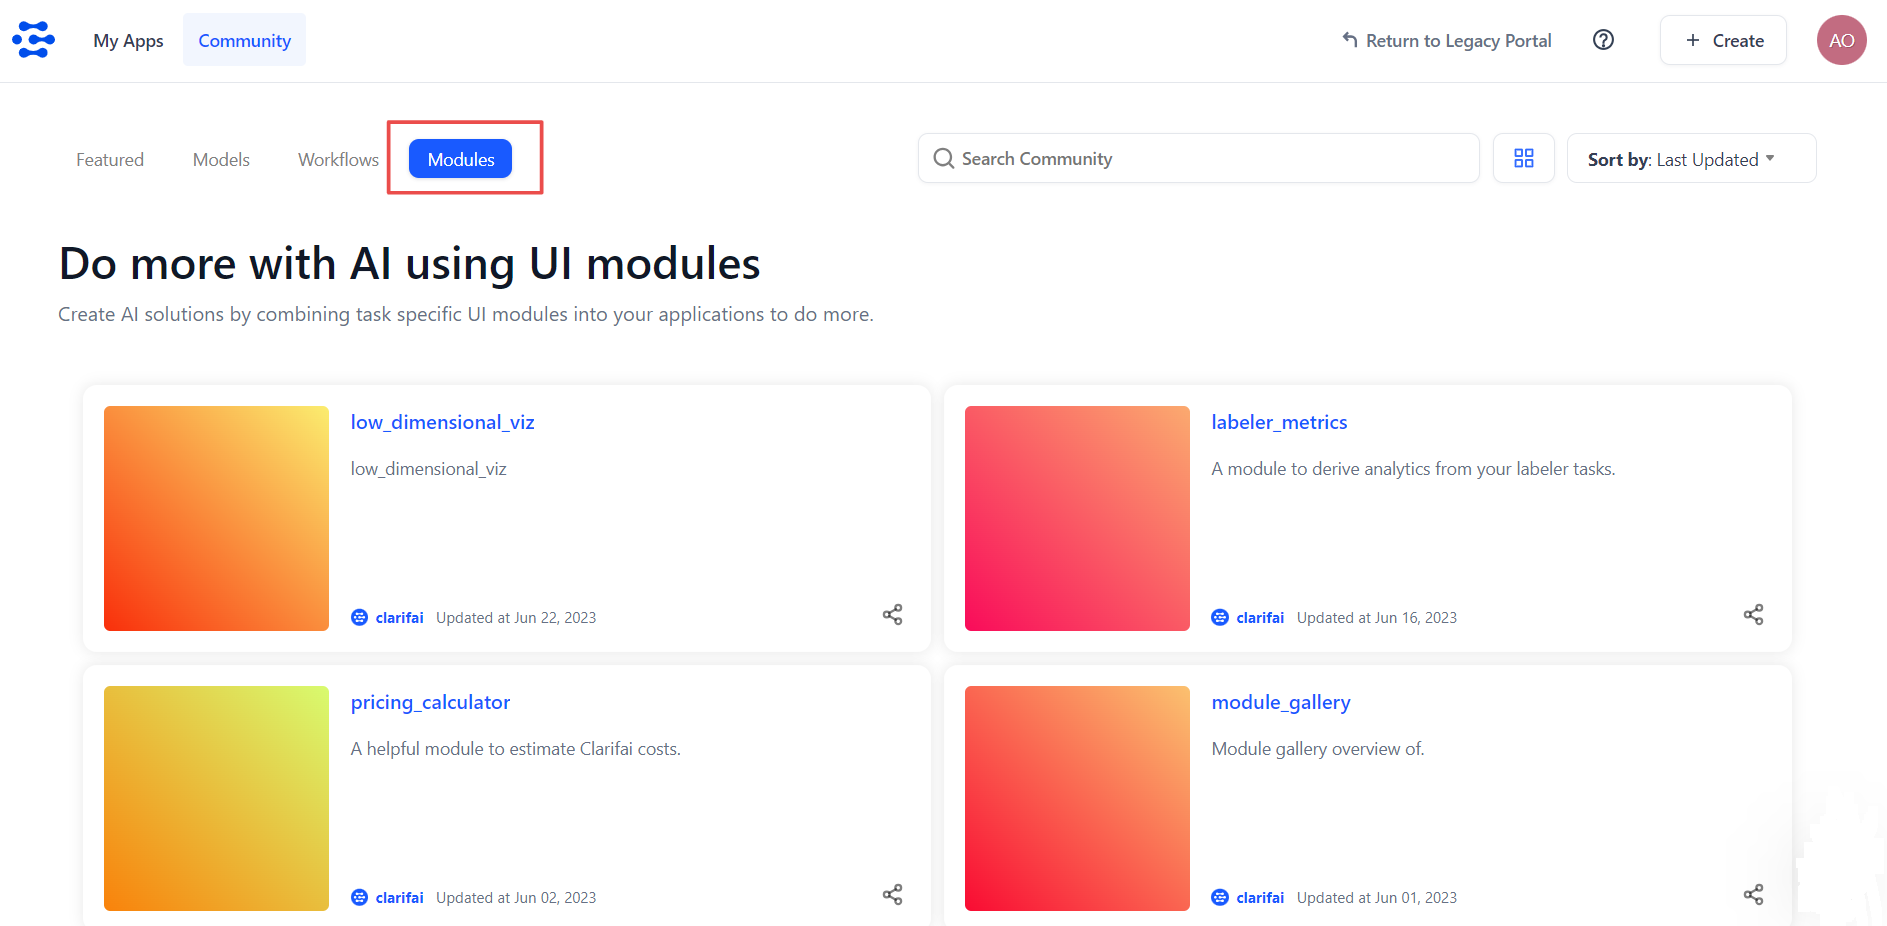 My Apps
Community
Return to Legacy Portal
Create
AO
Featured
Models
Workflows
Modules
Search Community
Sort by: Last Updated
Do more with AI using UI modules
Create AI solutions by combining task specific UI modules into your applications to do more.
low_dimensional_viz
low_dimensional_viz
clarifai Updated at Jun 22, 2023
labeler_metrics
A module to derive analytics from your labeler tasks.
clarifai Updated at Jun 16, 2023
pricing_calculator
A helpful module to estimate Clarifai costs.
clarifai Updated at Jun 02, 2023
module_gallery
Module gallery overview of.
clarifai Updated at Jun 01, 2023